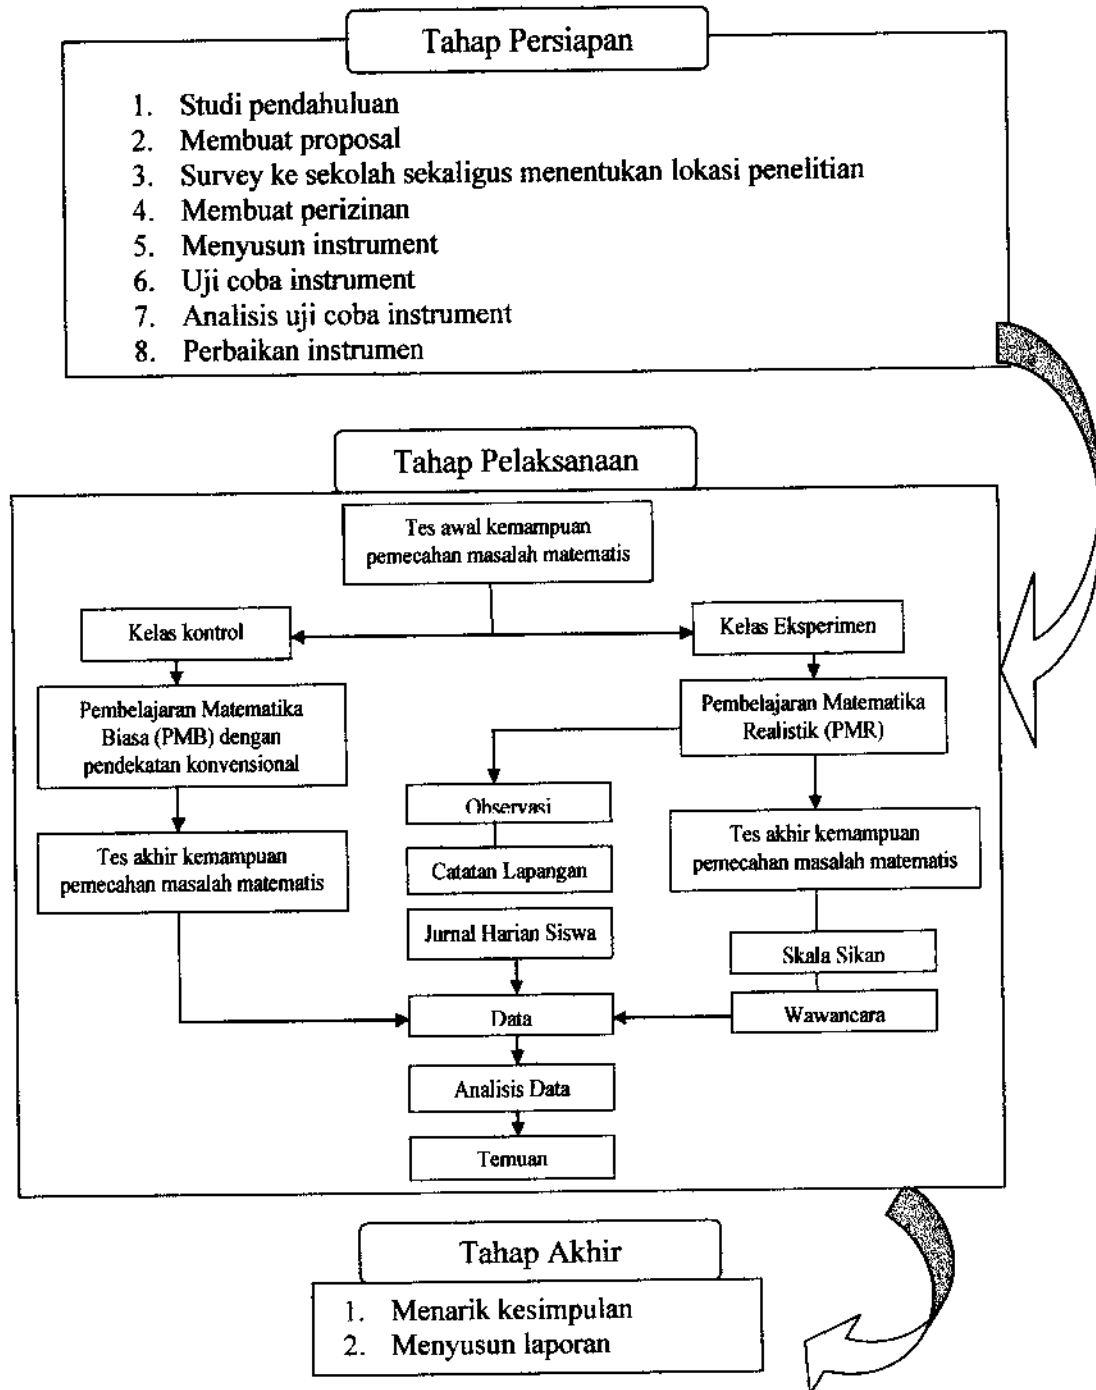 Tahap Persiapan
1. Studi pendahuluan
2. Membuat proposal
3. Survey ke sekolah sekaligus menentukan lokasi penelitian
4. Membuat perizinan
5. Menyusun instrument
6. Uji coba instrument
7. Analisis uji coba instrument
8. Perbaikan instrumen
Tahap Pelaksanaan
Tes awal kemampuan
pemecahan masalah matematis
Kelas kontrol
Kelas Eksperimen
Pembelajaran Matematika
Biasa (PMB) dengan
pendekatan konvensional
Pembelajaran Matematika
Realistik (PMR)
Observasi
Tes akhir kemampuan
pemecahan masalah matematis
Tes akhir kemampuan
pemecahan masalah matematis
Catatan Lapangan
Jurnal Harian Siswa
Skala Sikan
Data
Wawancara
Analisis Data
Temuan
Tahap Akhir
1. Menarik kesimpulan
2. Menyusun laporan